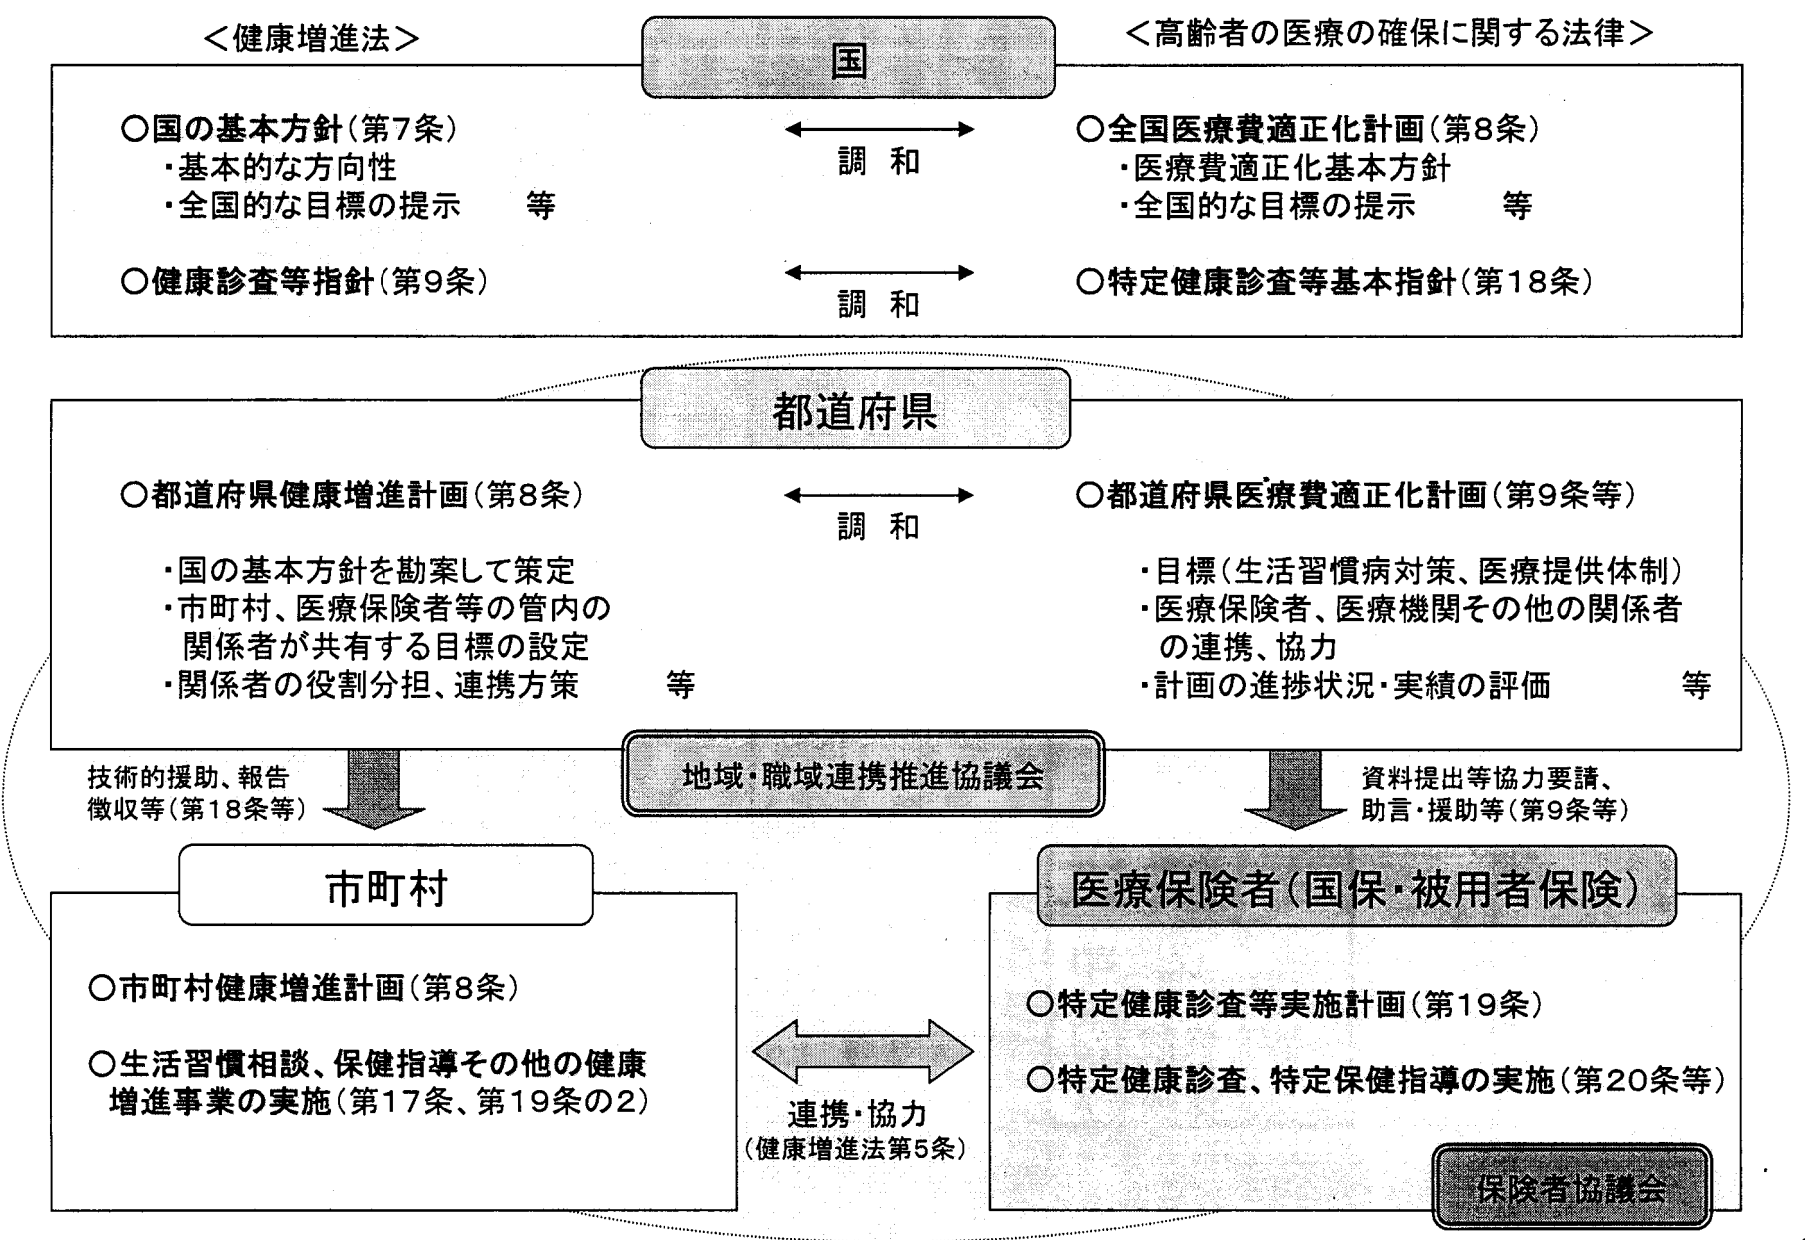 ＜健康増進法＞
国
＜高齢者の医療の確保に関する法律＞
○国の基本方針(第7条)
・基本的な方向性
・全国的な目標の提示　　等
調　和
○全国医療費適正化計画(第8条)
・医療費適正化基本方針
・全国的な目標の提示　　等
○健康診査等指針(第9条)
調　和
○特定健康診査等基本指針(第18条)
都道府県
○都道府県健康増進計画(第8条)
調　和
○都道府県医療費適正化計画(第9条等)
・国の基本方針を勘案して策定
・市町村、医療保険者等の管内の
関係者が共有する目標の設定
・関係者の役割分担、連携方策　　等
・目標(生活習慣病対策、医療提供体制)
・医療保険者、医療機関その他の関係者
の連携、協力
・計画の進捗状況・実績の評価　　等
技術的援助、報告
徴収等(第18条等)
地域・職域連携推進協議会
資料提出等協力要請、
助言・援助等(第9条等)
市町村
○市町村健康増進計画(第8条)
○生活習慣相談、保健指導その他の健康
増進事業の実施(第17条、第19条の2)
連携・協力
(健康増進法第5条)
医療保険者(国保・被用者保険)
○特定健康診査等実施計画(第19条)
○特定健康診査、特定保健指導の実施(第20条等)
保険者協議会